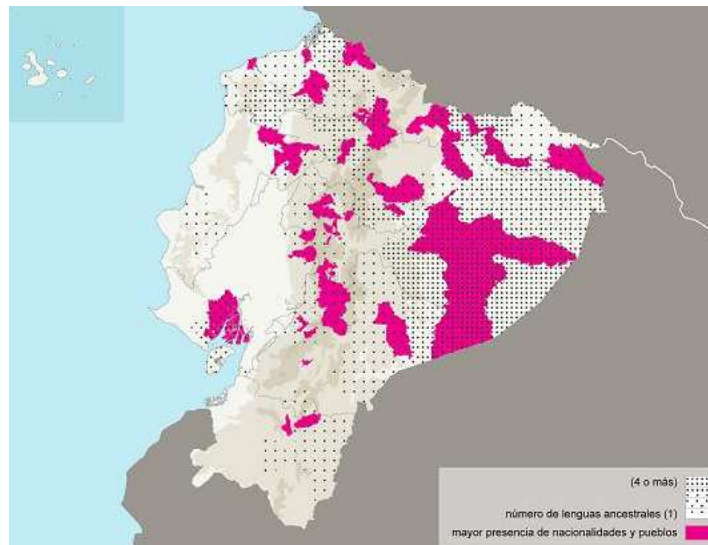 (4 o más)
número de lenguas ancestrales (1)
mayor presencia de nacionalidades y pueblos